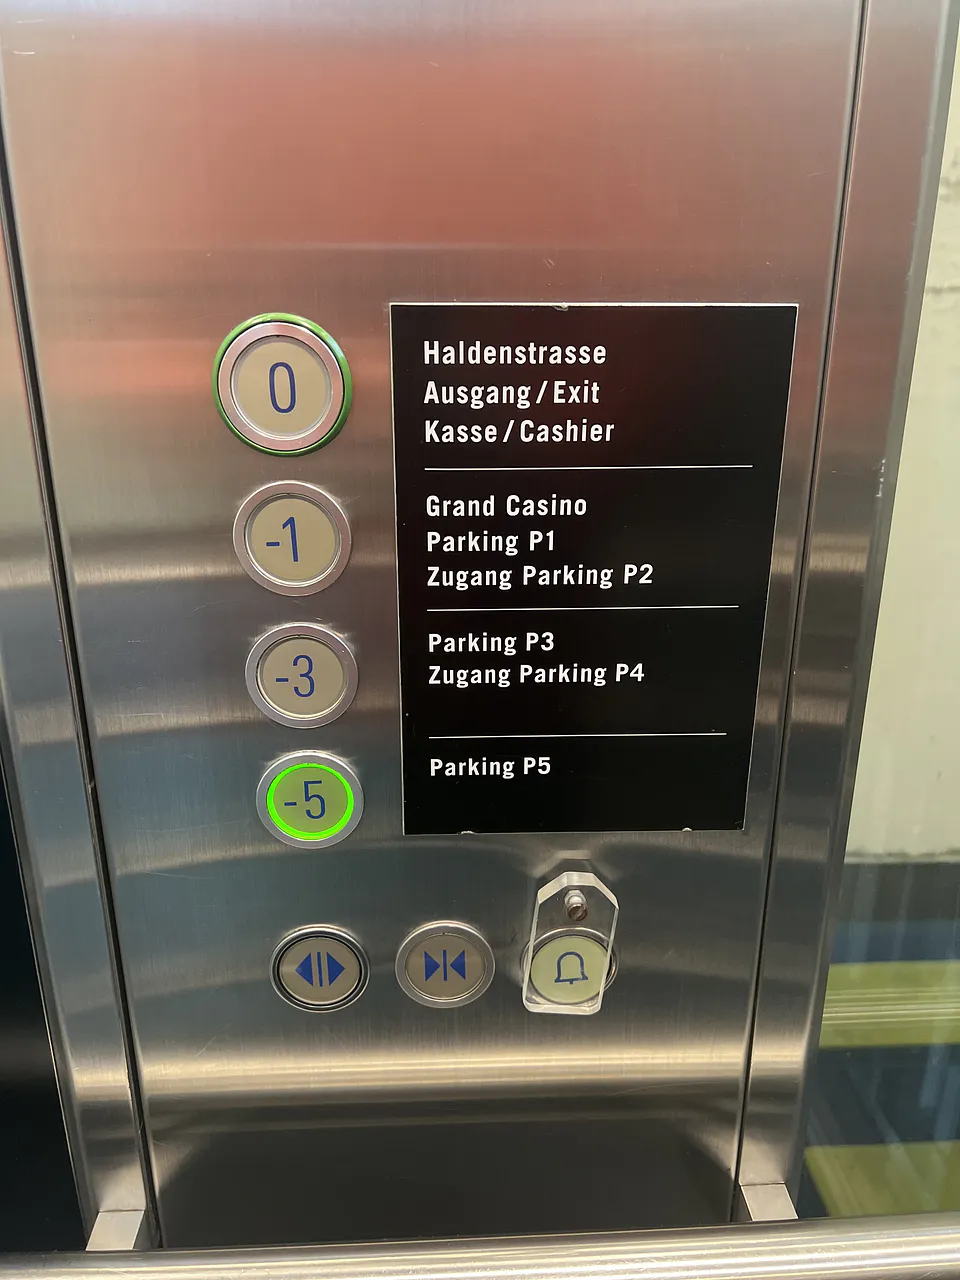 0
Haldenstrasse
Ausgang / Exit
Kasse / Cashier
-1
Grand Casino
Parking P1
Zugang Parking P2
-3
Parking P3
Zugang Parking P4
-5
Parking P5